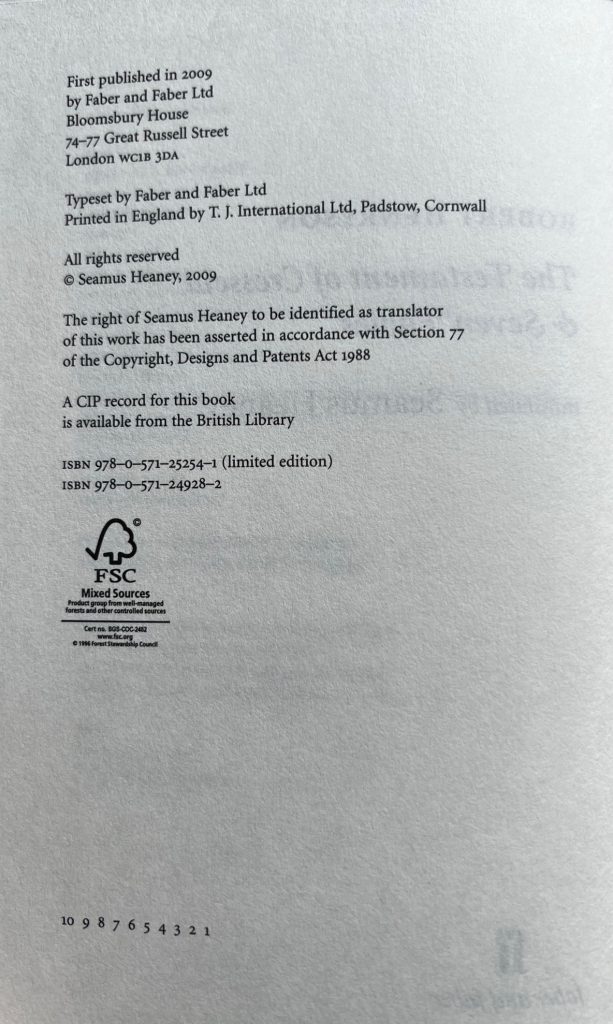 First published in 2009
by Faber and Faber Ltd
Bloomsbury House
74–77 Great Russell Street
London WC1B 3DA
Typeset by Faber and Faber Ltd
Printed in England by T. J. International Ltd, Padstow, Cornwall
All rights reserved
© Seamus Heaney, 2009
The right of Seamus Heaney to be identified as translator
of this work has been asserted in accordance with Section 77
of the Copyright, Designs and Patents Act 1988
A CIP record for this book
is available from the British Library
ISBN 978–0–571–25254–1 (limited edition)
ISBN 978–0–571–24928–2
©
FSC
Mixed Sources
Product group from well-managed
forests and other controlled sources
Cert no. SGS-COC-2482
www.fsc.org
© 1996 Forest Stewardship Council
10 9 8 7 6 5 4 3 2 1